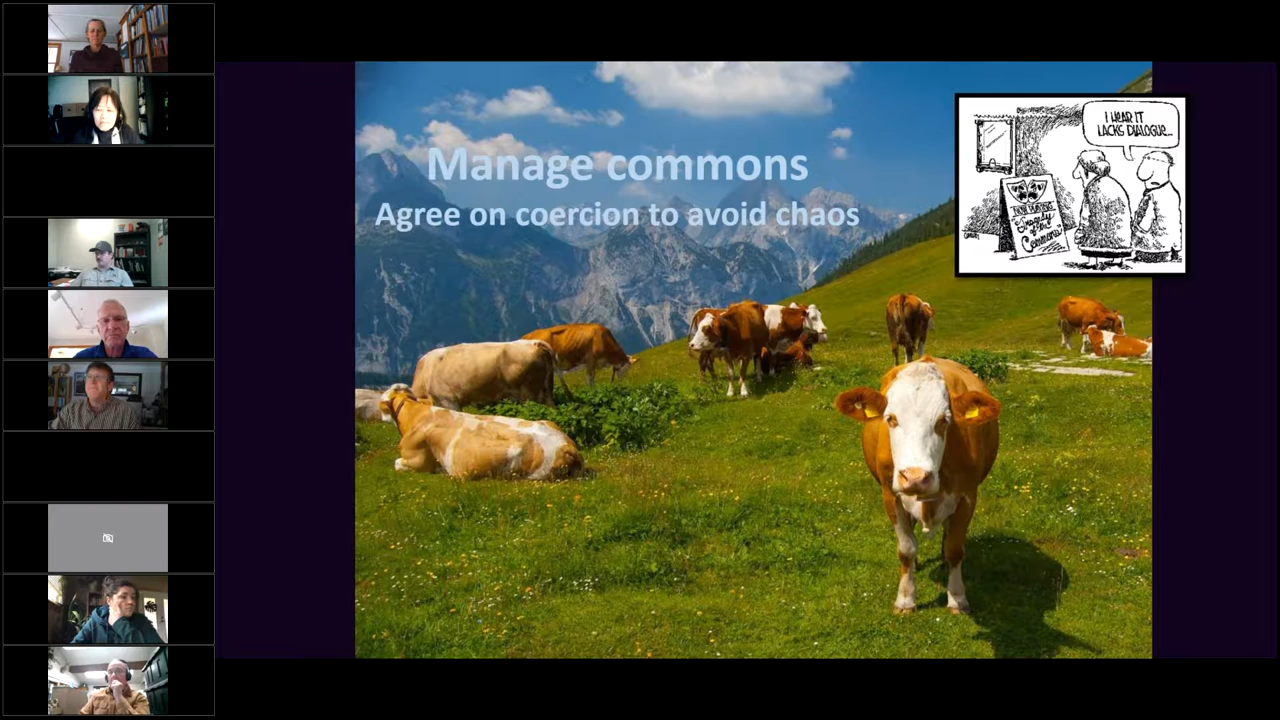 Manage commons
Agree on coercion to avoid chaos
I HEAR IT
LACKS DIALOGUE...
Tragedy
of the
Commons